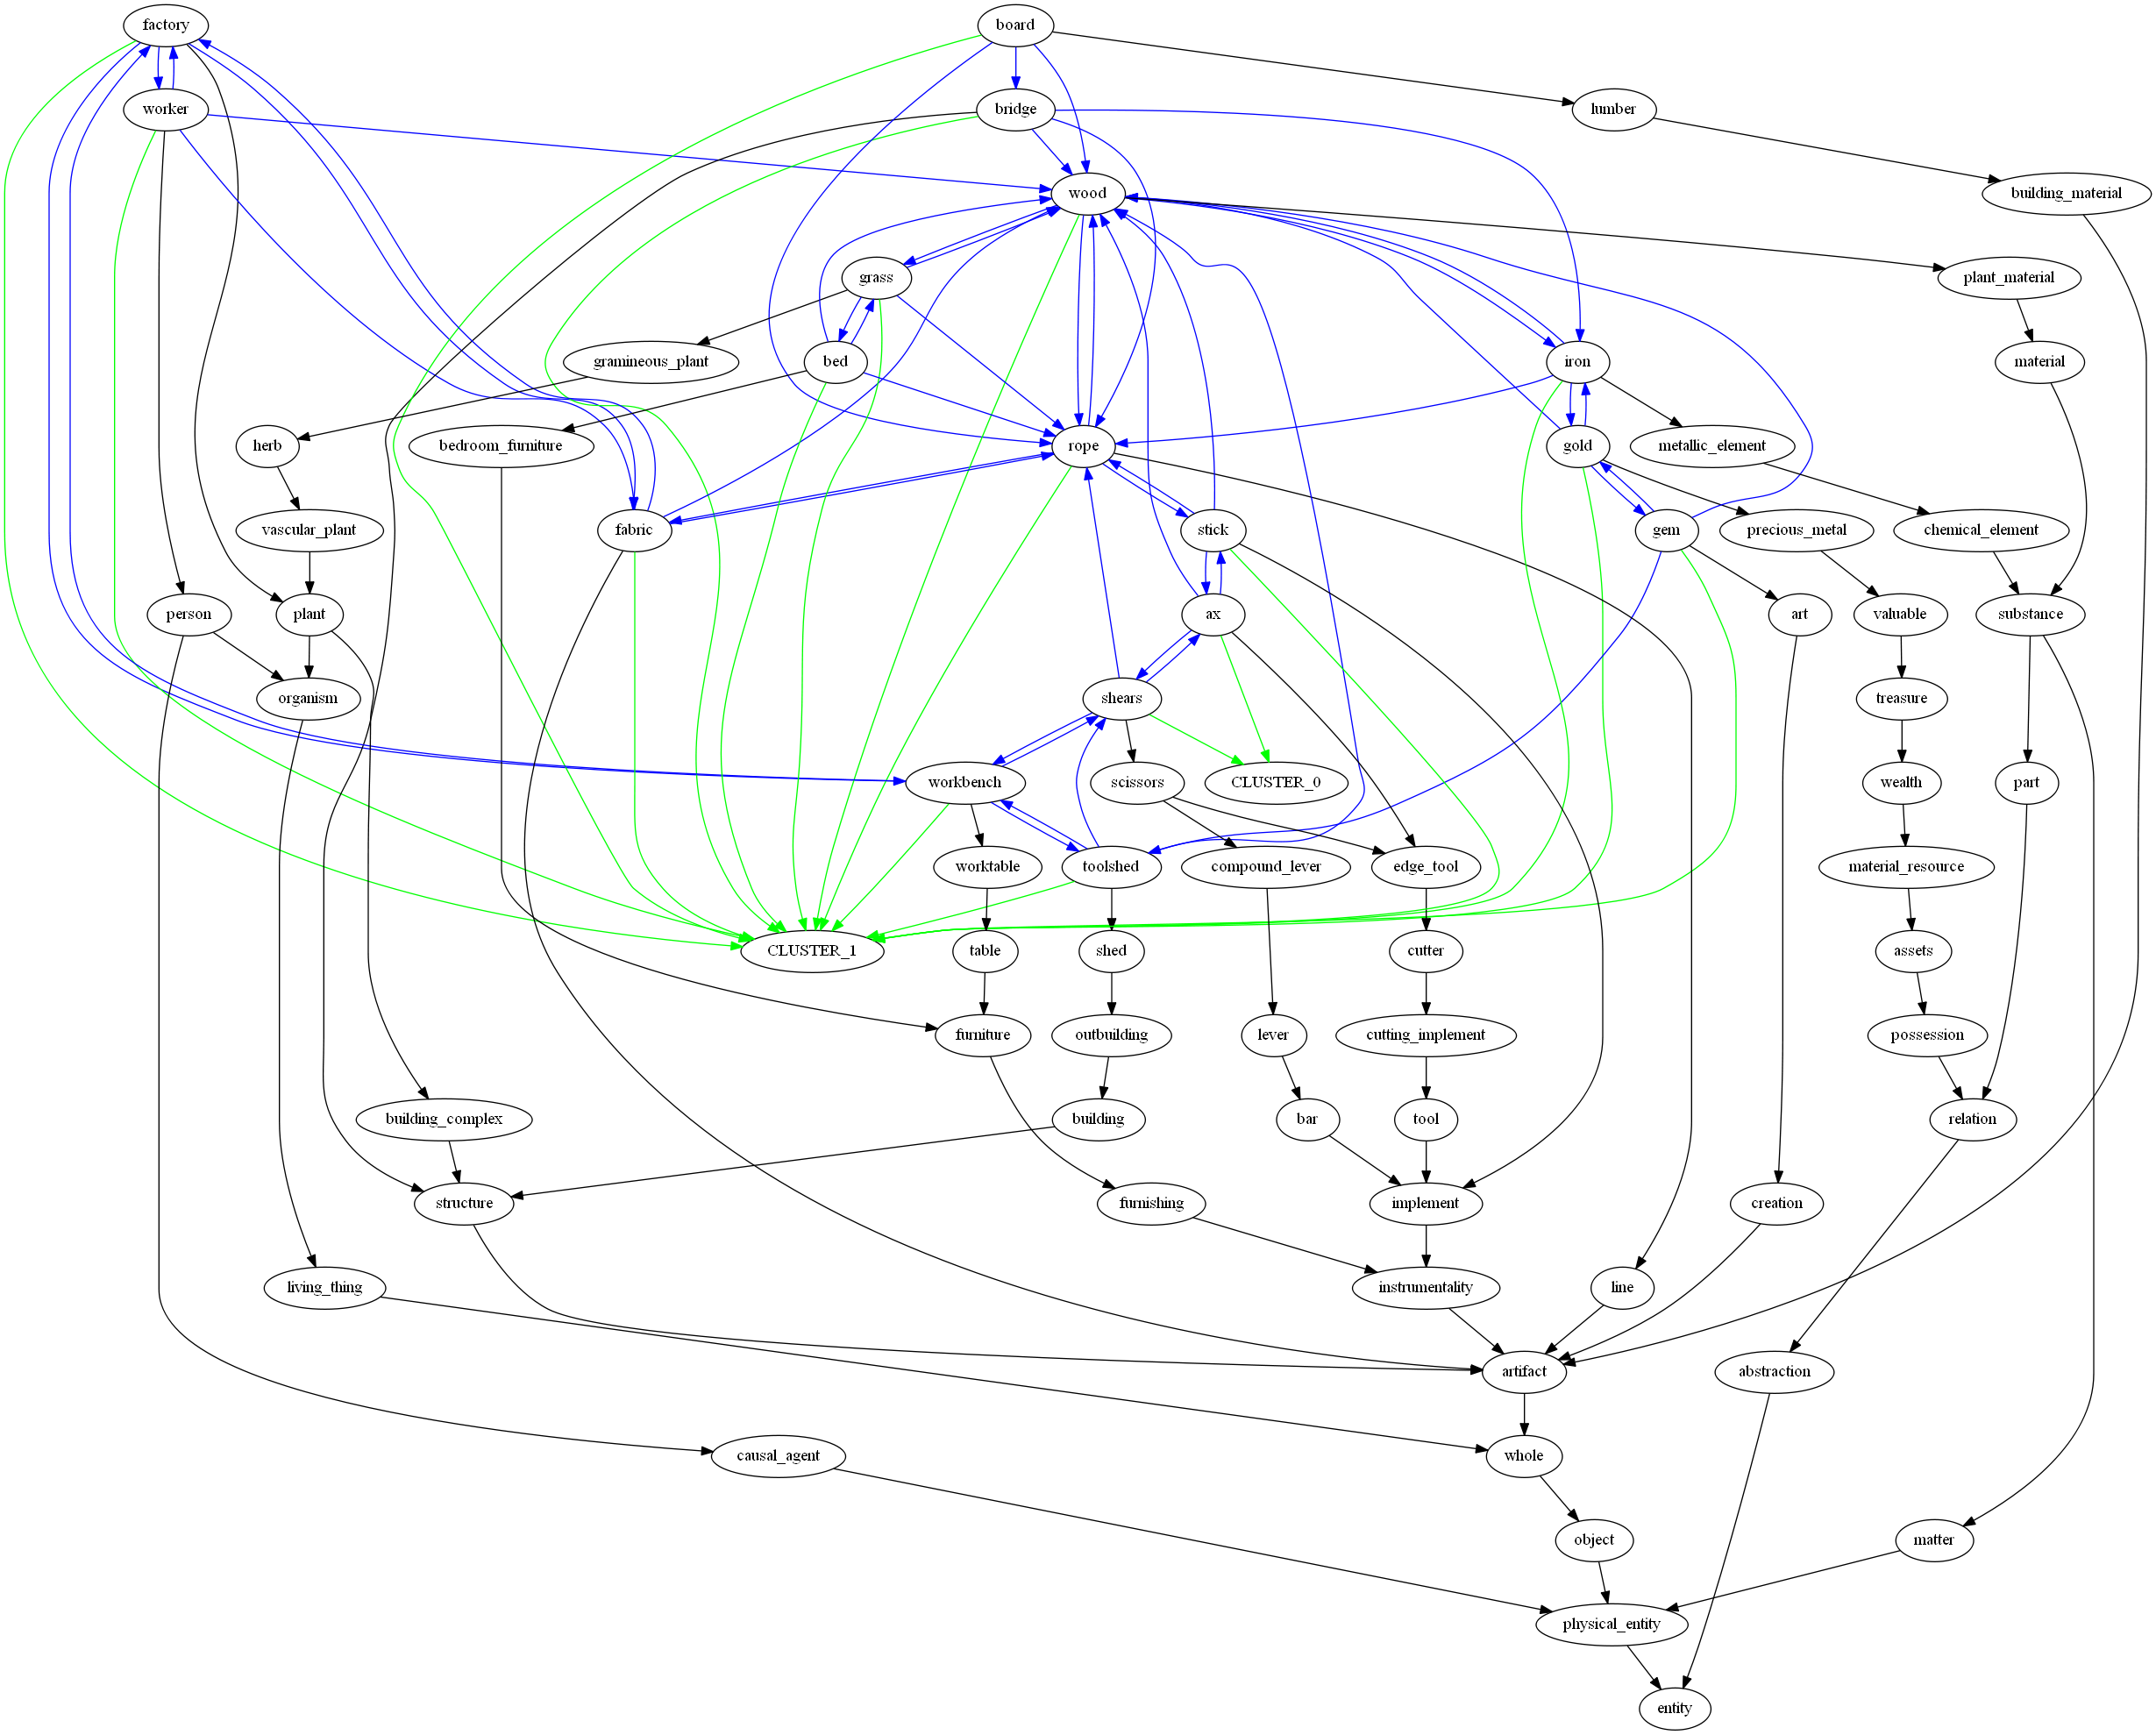 factory
board
worker
bridge
lumber
wood
building_material
grass
plant_material
gramineous_plant
bed
iron
material
herb
bedroom_furniture
rope
gold
metallic_element
vascular_plant
fabric
stick
gem
precious_metal
chemical_element
person
plant
ax
art
valuable
substance
organism
shears
treasure
workbench
scissors
CLUSTER_0
wealth
part
worktable
toolshed
compound_lever
edge_tool
material_resource
CLUSTER_1
table
shed
cutter
assets
furniture
outbuilding
lever
cutting_implement
possession
building_complex
building
bar
tool
relation
structure
furnishing
implement
creation
living_thing
instrumentality
line
artifact
abstraction
causal_agent
whole
object
matter
physical_entity
entity